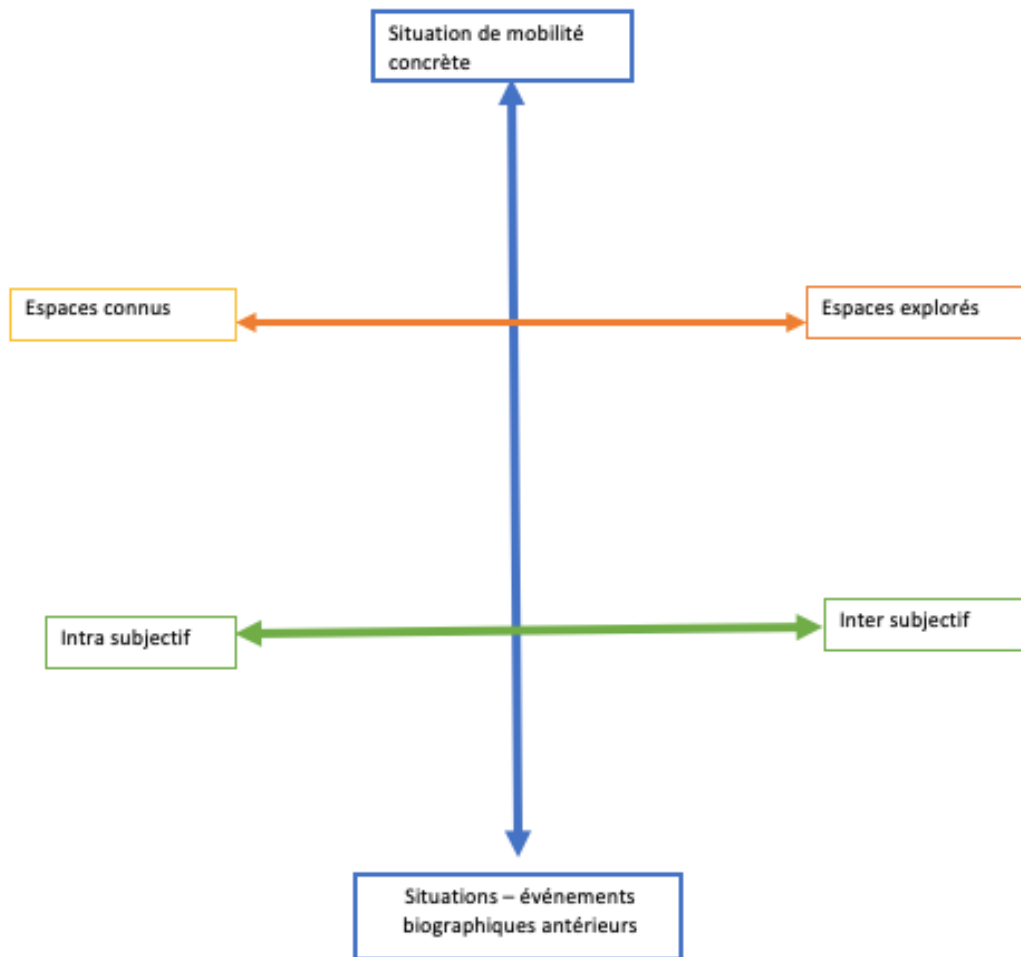 Situation de mobilité
concrète
Espaces connus
Espaces explorés
Intra subjectif
Inter subjectif
Situations – événements
biographiques antérieurs